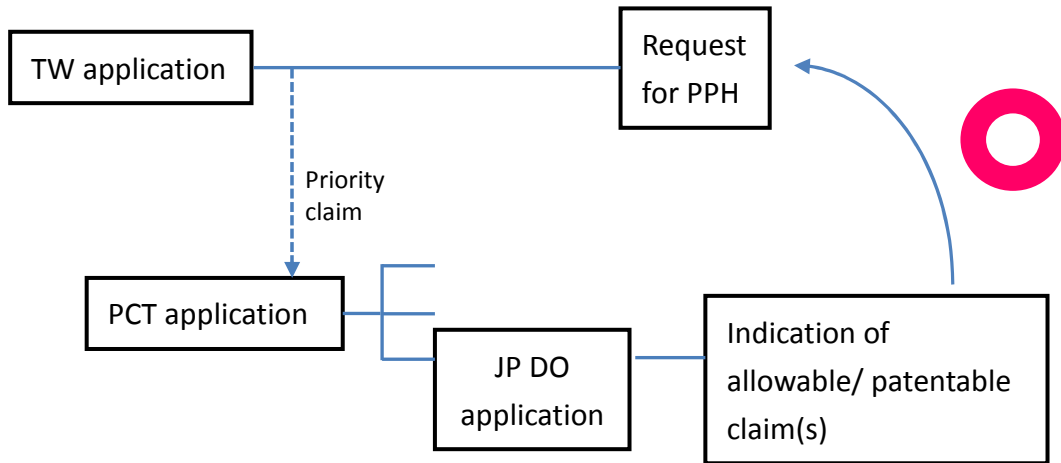 TW application
Request
for PPH
Priority
claim
PCT application
JP DO
application
Indication of
allowable/ patentable
claim(s)